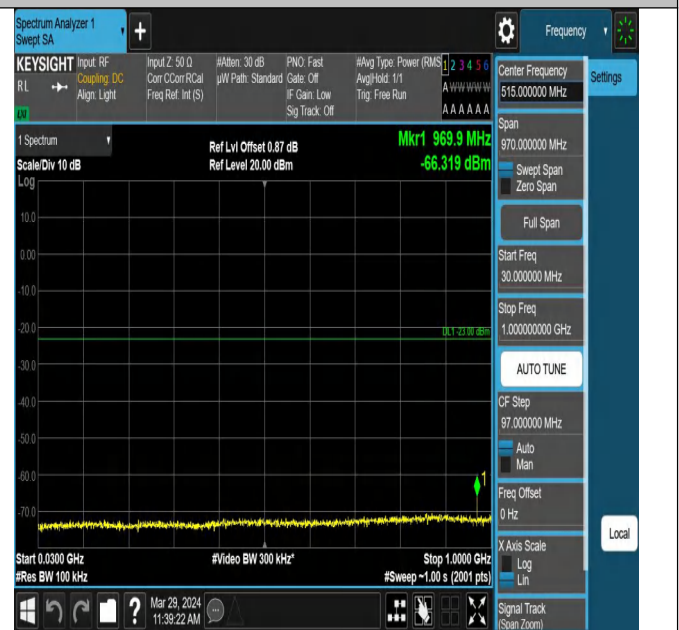 Spectrum Analyzer 1
Swept SA
+
Frequency
KEYSIGHT
RL
Input: RF
Coupling: DC
Align: Light
Input Z: 50 Ω
Corr CCorr RCal
Freq Ref: Int (S)
#Atten: 30 dB
µW Path: Standard
PNO: Fast
Gate: Off
IF Gain: Low
Sig Track: Off
#Avg Type: Power (RMS
Avg|Hold: 1/1
Trig: Free Run
1 2 3 4 5 6
A W W W W W
A A A A A A
LXI
1 Spectrum
Scale/Div 10 dB
Log
Ref Lvl Offset 0.87 dB
Ref Level 20.00 dBm
Mkr1 969.9 MHz
-66.319 dBm
10.0
0.00
-10.0
-20.0
DL1 -23.00 dBm
-30.0
-40.0
-50.0
-60.0
1
-70.0
Start 0.0300 GHz
#Res BW 100 kHz
#Video BW 300 kHz*
Stop 1.0000 GHz
#Sweep ~1.00 s (2001 pts)
Center Frequency
515.000000 MHz
Settings
Span
970.000000 MHz
Swept Span
Zero Span
Full Span
Start Freq
30.000000 MHz
Stop Freq
1.000000000 GHz
AUTO TUNE
CF Step
97.000000 MHz
Auto
Man
Freq Offset
0 Hz
X Axis Scale
Log
Lin
Local
Signal Track
(Span Zoom)
?
Mar 29, 2024
11:39:22 AM